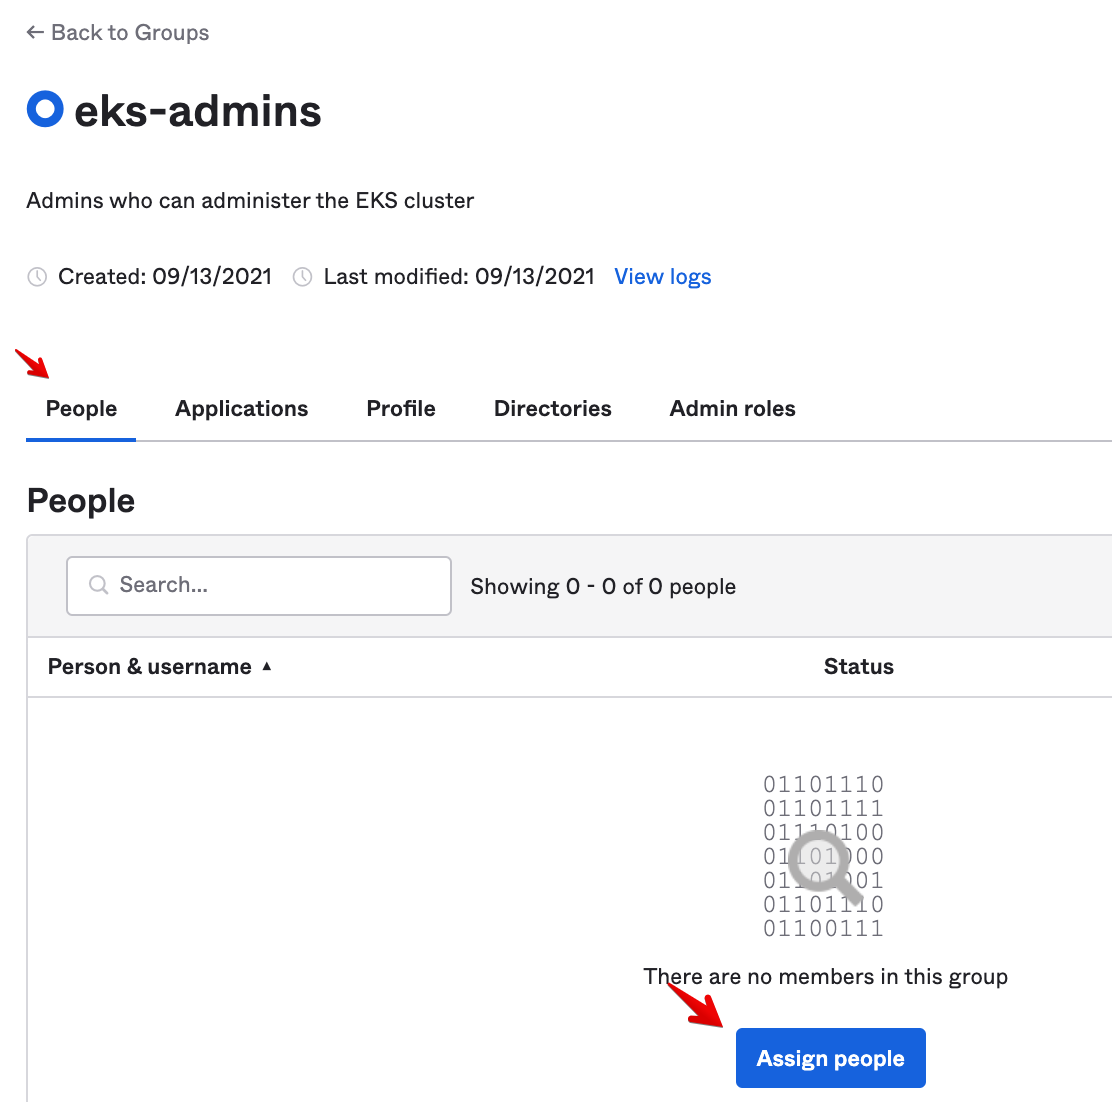 ← Back to Groups
eks-admins
Admins who can administer the EKS cluster
Created: 09/13/2021 Last modified: 09/13/2021 View logs
People Applications Profile Directories Admin roles
People
Search... Showing 0 - 0 of 0 people
Person & username ▲ Status
01101110
01101111
01110100
01101000
01101001
01101110
01100111
There are no members in this group
Assign people